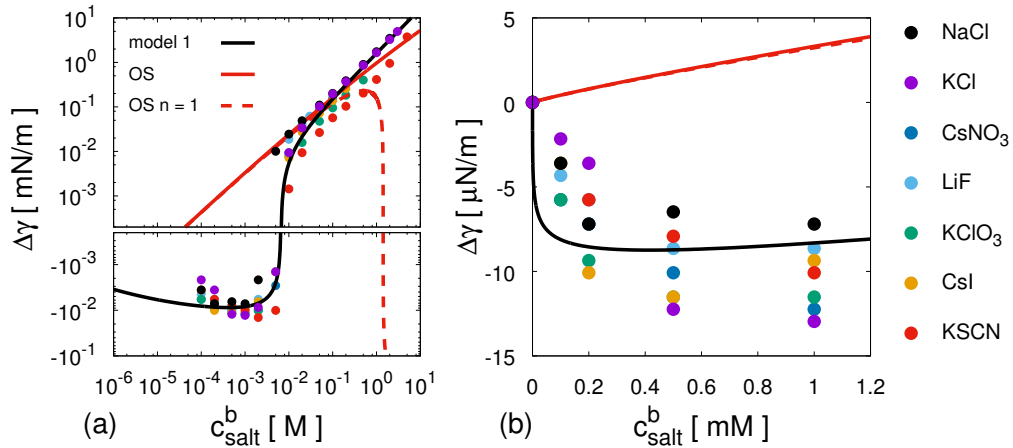 10^1
10^0
10^-1
10^-2
10^-3
-10^-3
-10^-2
-10^-1
Δγ [ mN/m ]
model 1
OS
OS n = 1
10^-6 10^-5 10^-4 10^-3 10^-2 10^-1 10^0 10^1
(a) c_salt^b [ M ]
5
0
-5
-10
-15
Δγ [ μN/m ]
0 0.2 0.4 0.6 0.8 1 1.2
(b) c_salt^b [ mM ]
NaCl
KCl
CsNO₃
LiF
KClO₃
CsI
KSCN